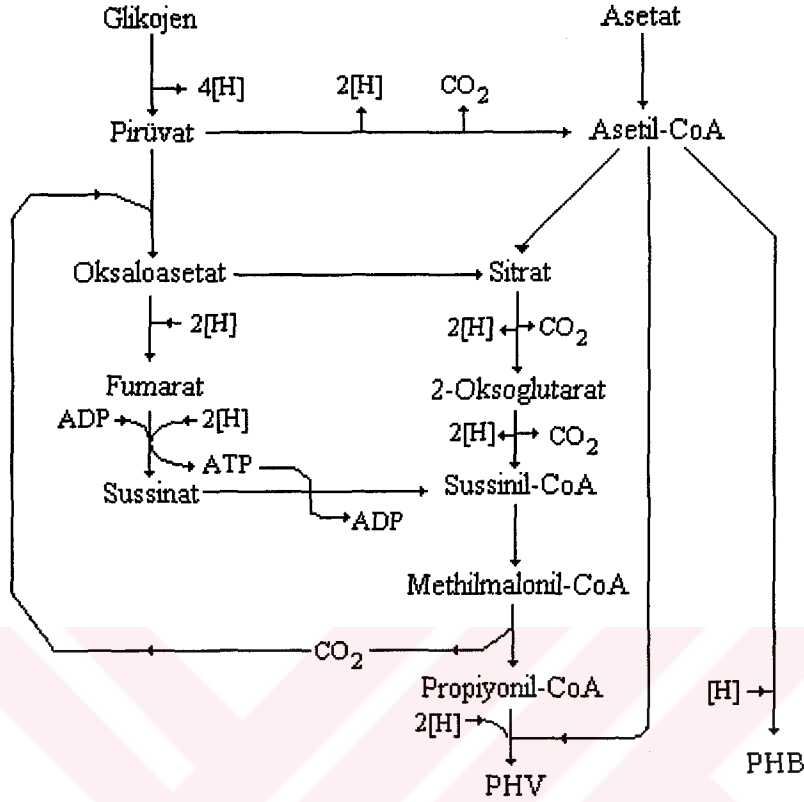 Glikojen
Asetat
4[H]
2[H]
CO2
Pirüvat
Asetil-CoA
Oksaloasetat
Sitrat
2[H]
2[H]
CO2
Fumarat
2-Oksoglutarat
ADP
2[H]
2[H]
CO2
ATP
Sussinat
Sussinil-CoA
ADP
Methilmalonil-CoA
CO2
Propiyonil-CoA
[H]
2[H]
PHV
PHB